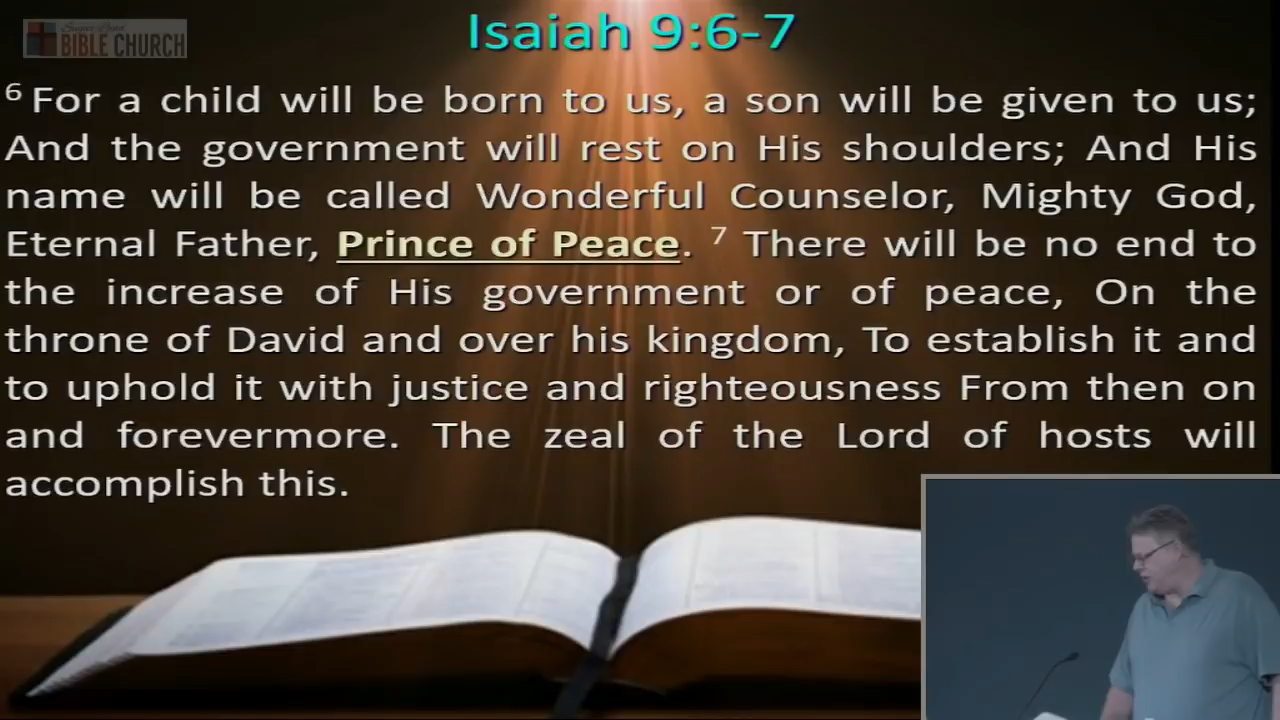 Sugar Land
BIBLE CHURCH
Isaiah 9:6-7
6 For a child will be born to us, a son will be given to us;
And the government will rest on His shoulders; And His
name will be called Wonderful Counselor, Mighty God,
Eternal Father, Prince of Peace. 7 There will be no end to
the increase of His government or of peace, On the
throne of David and over his kingdom, To establish it and
to uphold it with justice and righteousness From then on
and forevermore. The zeal of the Lord of hosts will
accomplish this.